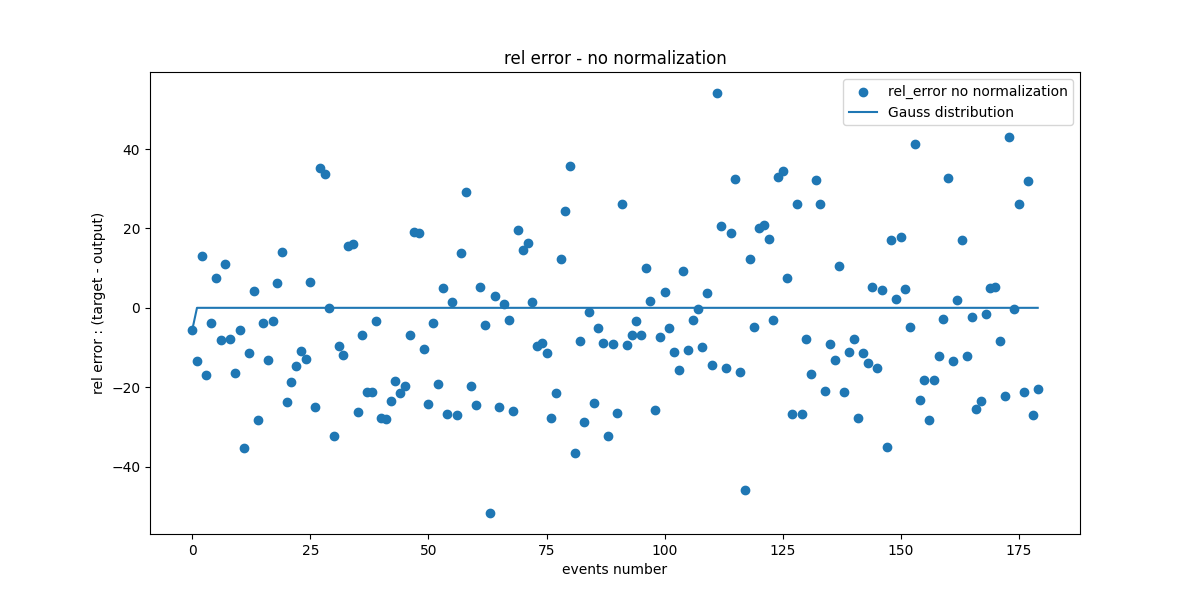 rel error - no normalization
rel_error no normalization
Gauss distribution
rel error : (target - output)
40
20
0
−20
−40
0 25 50 75 100 125 150 175
events number